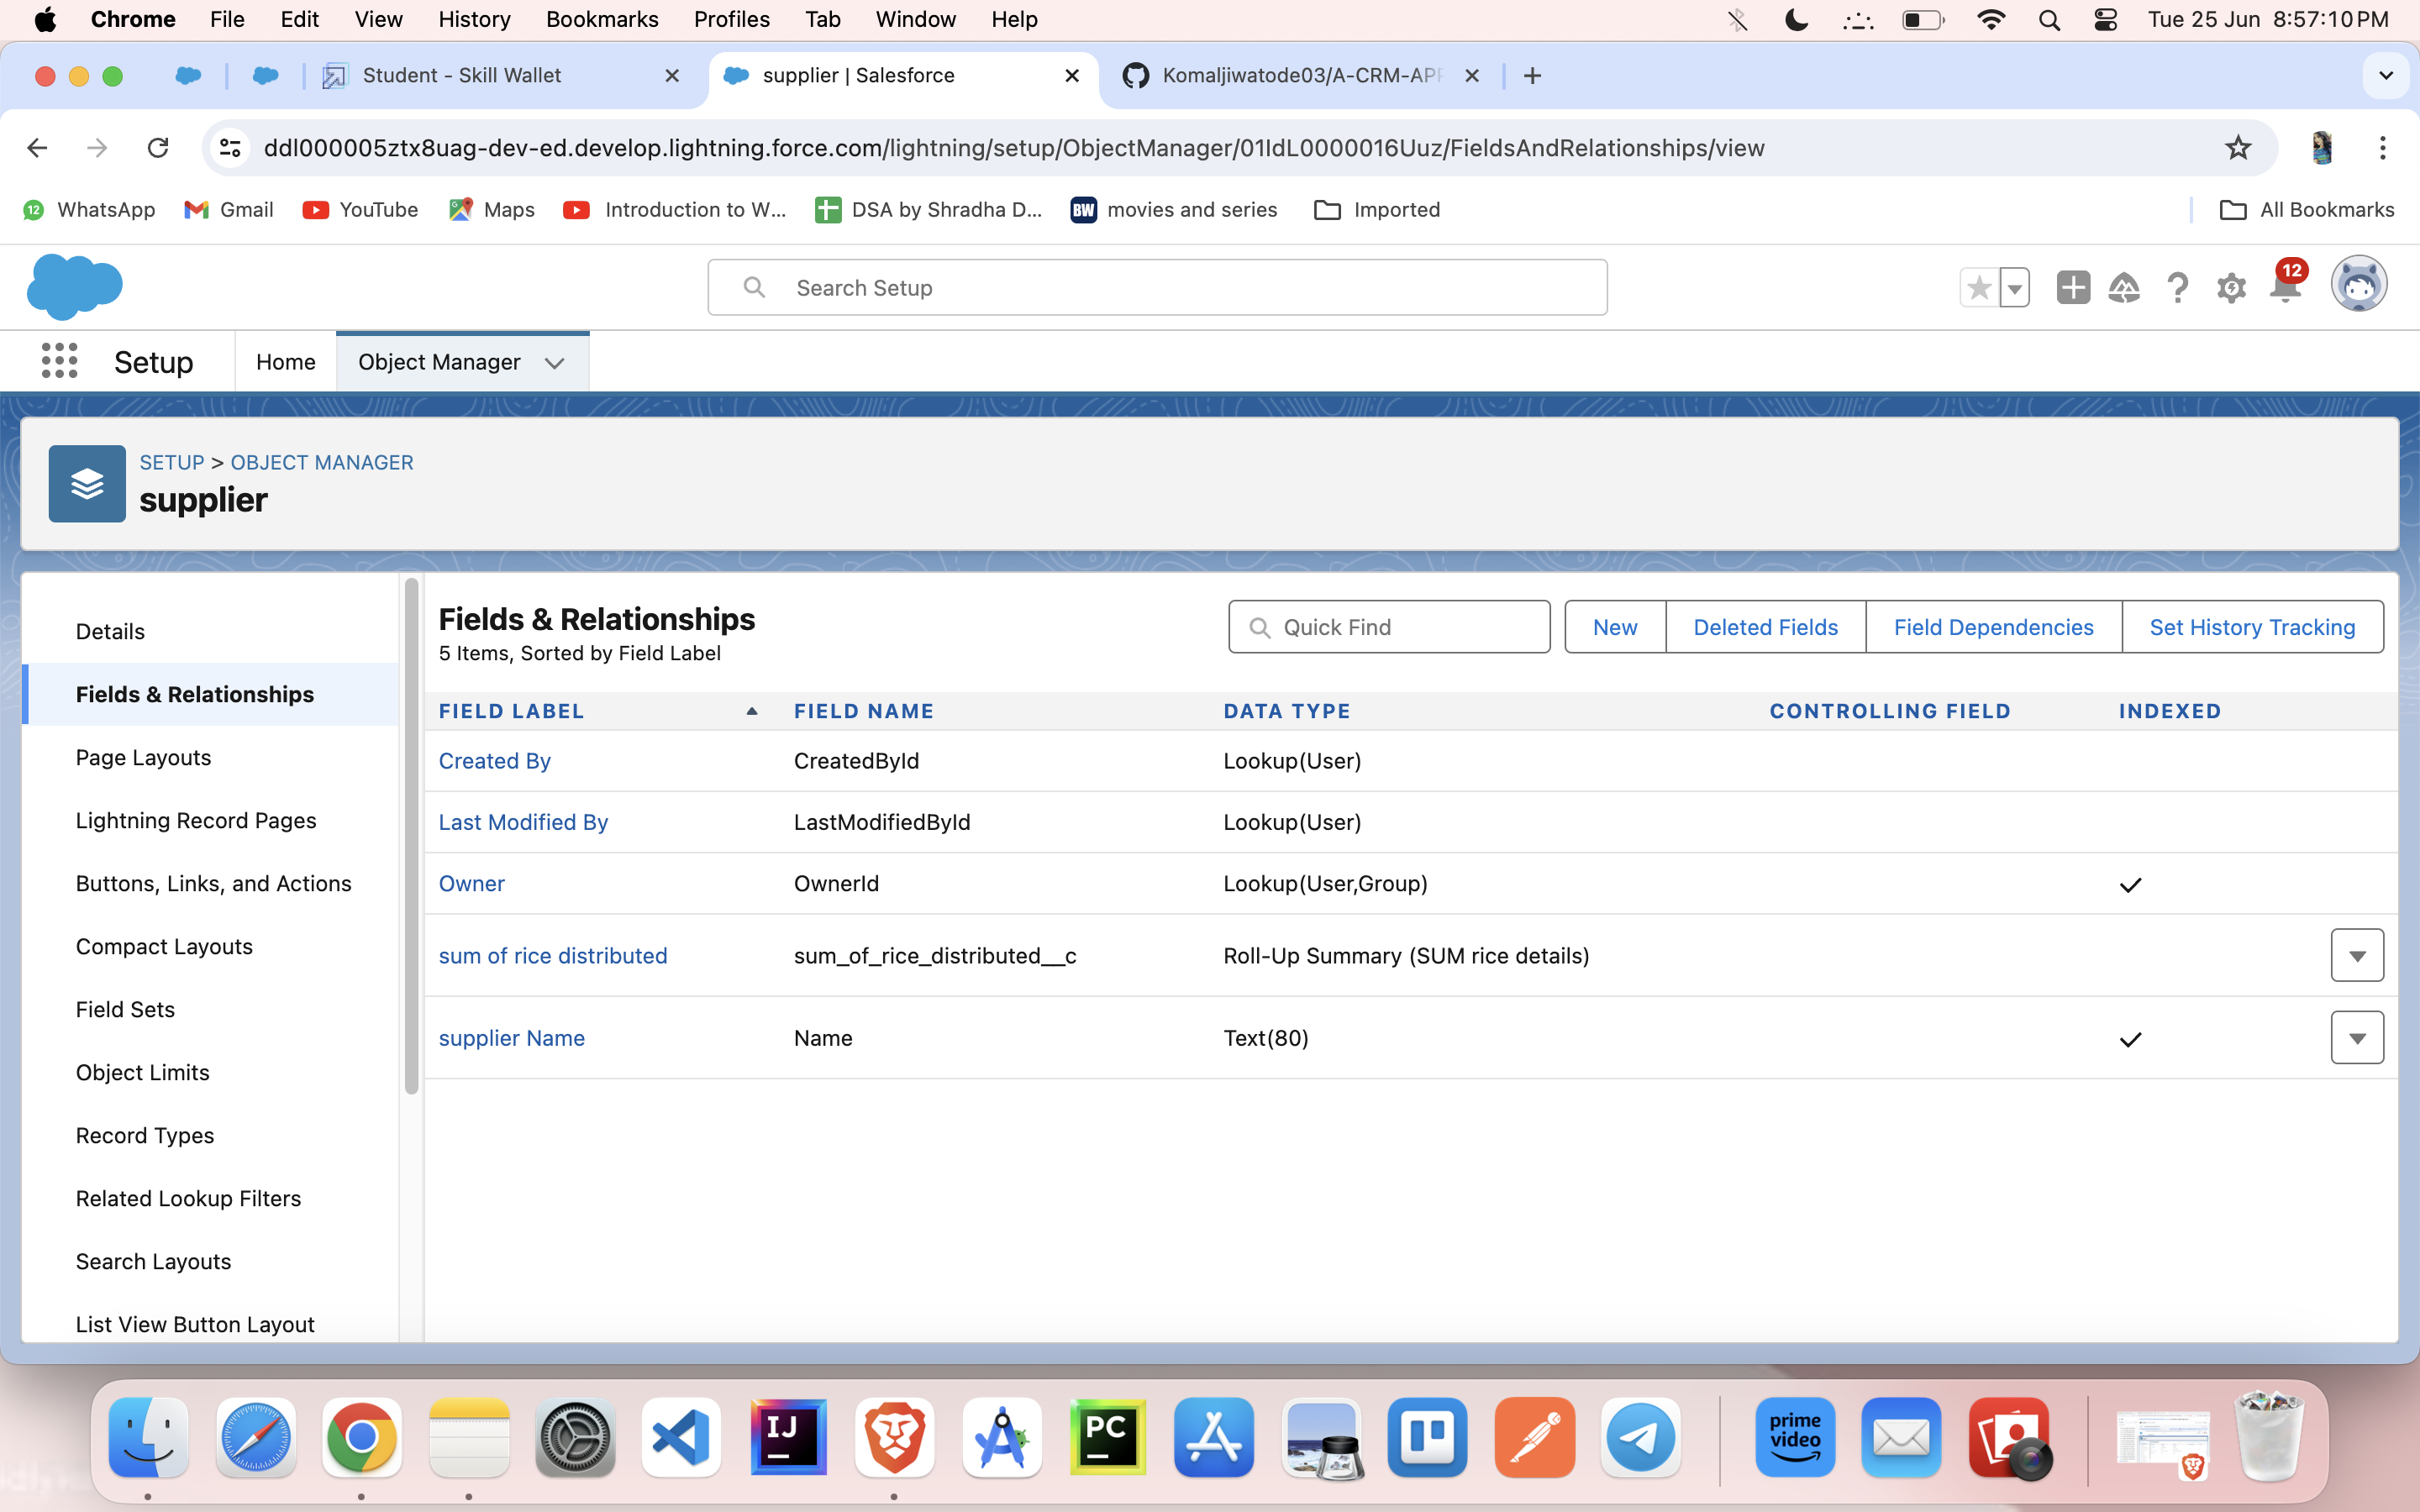 Chrome File Edit View History Bookmarks Profiles Tab Window Help Tue 25 Jun 8:57:10 PM
Student - Skill Wallet supplier | Salesforce Komaljiwatode03/A-CRM-APP
ddl000005ztx8uag-dev-ed.develop.lightning.force.com/lightning/setup/ObjectManager/01IdL0000016Uuz/FieldsAndRelationships/view
12 WhatsApp Gmail YouTube Maps Introduction to W... DSA by Shradha D... BW movies and series Imported All Bookmarks
Search Setup 12
Setup Home Object Manager
SETUP > OBJECT MANAGER
supplier
Details
Fields & Relationships
Page Layouts
Lightning Record Pages
Buttons, Links, and Actions
Compact Layouts
Field Sets
Object Limits
Record Types
Related Lookup Filters
Search Layouts
List View Button Layout
Fields & Relationships
5 Items, Sorted by Field Label
Quick Find New Deleted Fields Field Dependencies Set History Tracking
FIELD LABEL FIELD NAME DATA TYPE CONTROLLING FIELD INDEXED
Created By CreatedById Lookup(User)
Last Modified By LastModifiedById Lookup(User)
Owner OwnerId Lookup(User,Group)
sum of rice distributed sum_of_rice_distributed__c Roll-Up Summary (SUM rice details)
supplier Name Name Text(80)
IJ PC prime video